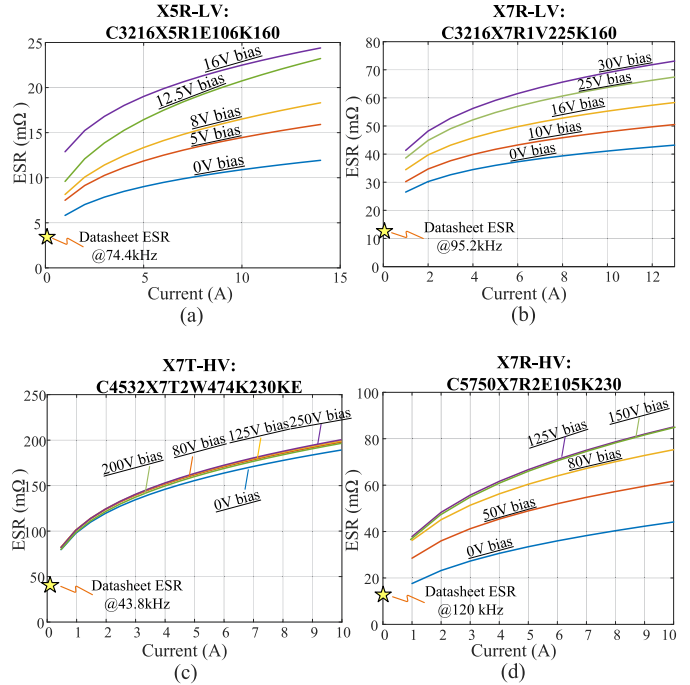 X5R-LV:
C3216X5R1E106K160
25
20
15
10
5
0
ESR (mΩ)
16V bias
12.5V bias
8V bias
5V bias
0V bias
Datasheet ESR
@74.4kHz
0
5
10
15
Current (A)
(a)
X7R-LV:
C3216X7R1V225K160
80
70
60
50
40
30
20
10
0
ESR (mΩ)
30V bias
25V bias
16V bias
10V bias
0V bias
Datasheet ESR
@95.2kHz
0
2
4
6
8
10
12
Current (A)
(b)
X7T-HV:
C4532X7T2W474K230KE
250
200
150
100
50
0
ESR (mΩ)
200V bias
80V bias
125V bias
250V bias
0V bias
Datasheet ESR
@43.8kHz
0
1
2
3
4
5
6
7
8
9
10
Current (A)
(c)
X7R-HV:
C5750X7R2E105K230
100
80
60
40
20
0
ESR (mΩ)
125V bias
150V bias
80V bias
50V bias
0V bias
Datasheet ESR
@120 kHz
0
1
2
3
4
5
6
7
8
9
10
Current (A)
(d)